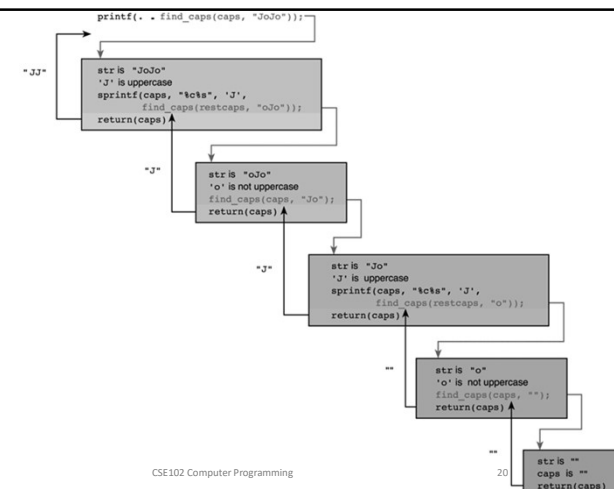 printf(. . find_caps(caps, "JoJo"));
"JJ"
str is "JoJo"
'J' is uppercase
sprintf(caps, "%c%s", 'J',
find_caps(restcaps, "oJo"));
return(caps)
"J"
str is "oJo"
'o' is not uppercase
find_caps(caps, "Jo");
return(caps)
"J"
str is "Jo"
'J' is uppercase
sprintf(caps, "%c%s", 'J',
find_caps(restcaps, "o"));
return(caps)
""
str is "o"
'o' is not uppercase
find_caps(caps, "");
return(caps)
""
str is ""
caps is ""
return(caps)
CSE102 Computer Programming
20